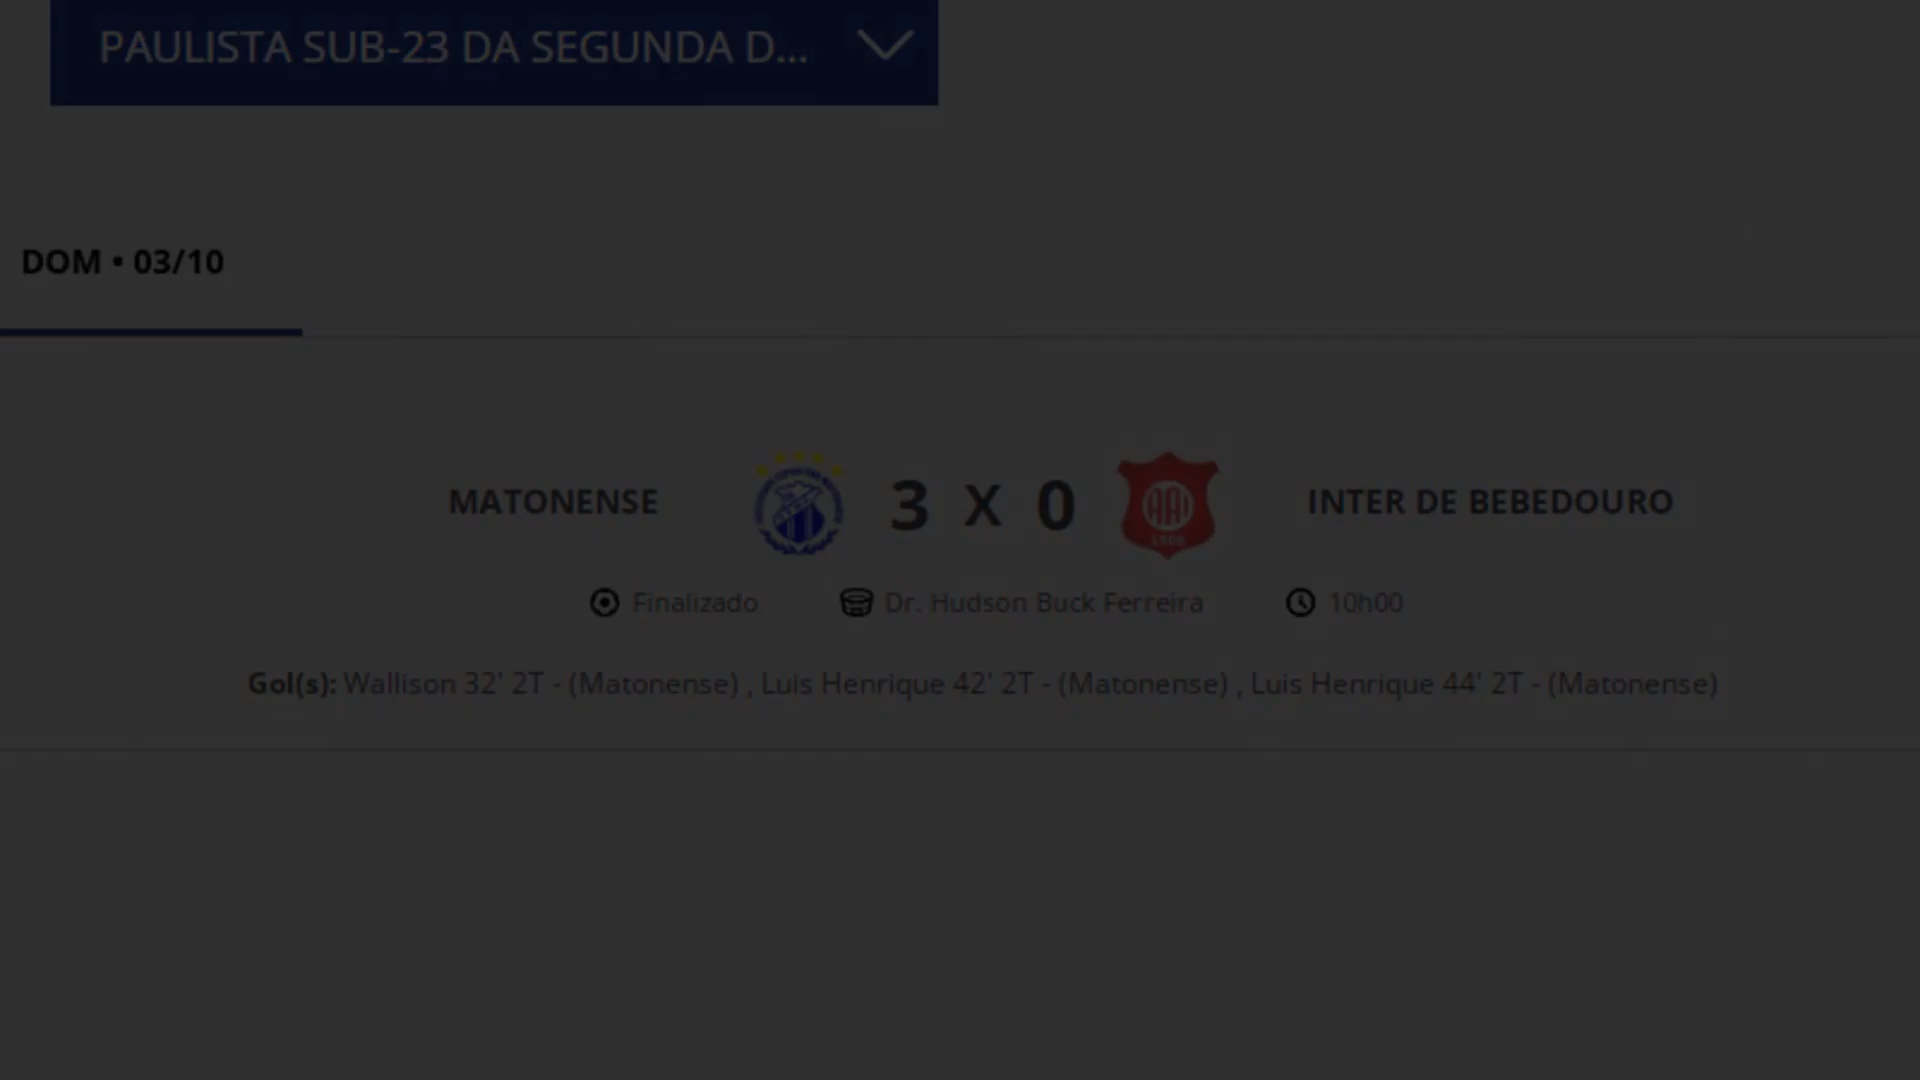 PAULISTA SUB-23 DA SEGUNDA D...
DOM • 03/10
MATONENSE 3 X 0 INTER DE BEBEDOURO
Finalizado Dr. Hudson Buck Ferreira 10h00
Gol(s): Wallison 32' 2T - (Matonense) , Luis Henrique 42' 2T - (Matonense) , Luis Henrique 44' 2T - (Matonense)